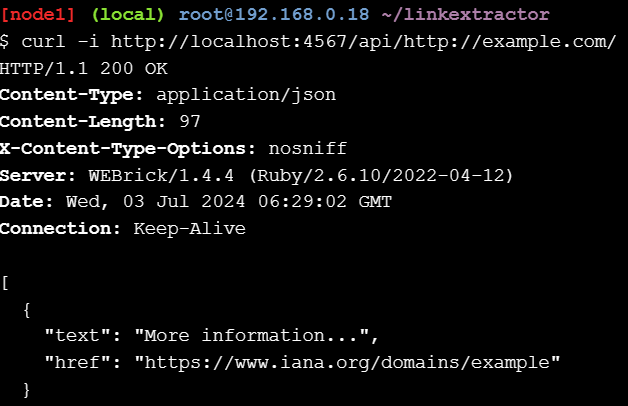 [node1] (local) root@192.168.0.18 ~/linkextractor
$ curl -i http://localhost:4567/api/http://example.com/
HTTP/1.1 200 OK
Content-Type: application/json
Content-Length: 97
X-Content-Type-Options: nosniff
Server: WEBrick/1.4.4 (Ruby/2.6.10/2022-04-12)
Date: Wed, 03 Jul 2024 06:29:02 GMT
Connection: Keep-Alive

[
  {
    "text": "More information...",
    "href": "https://www.iana.org/domains/example"
  }